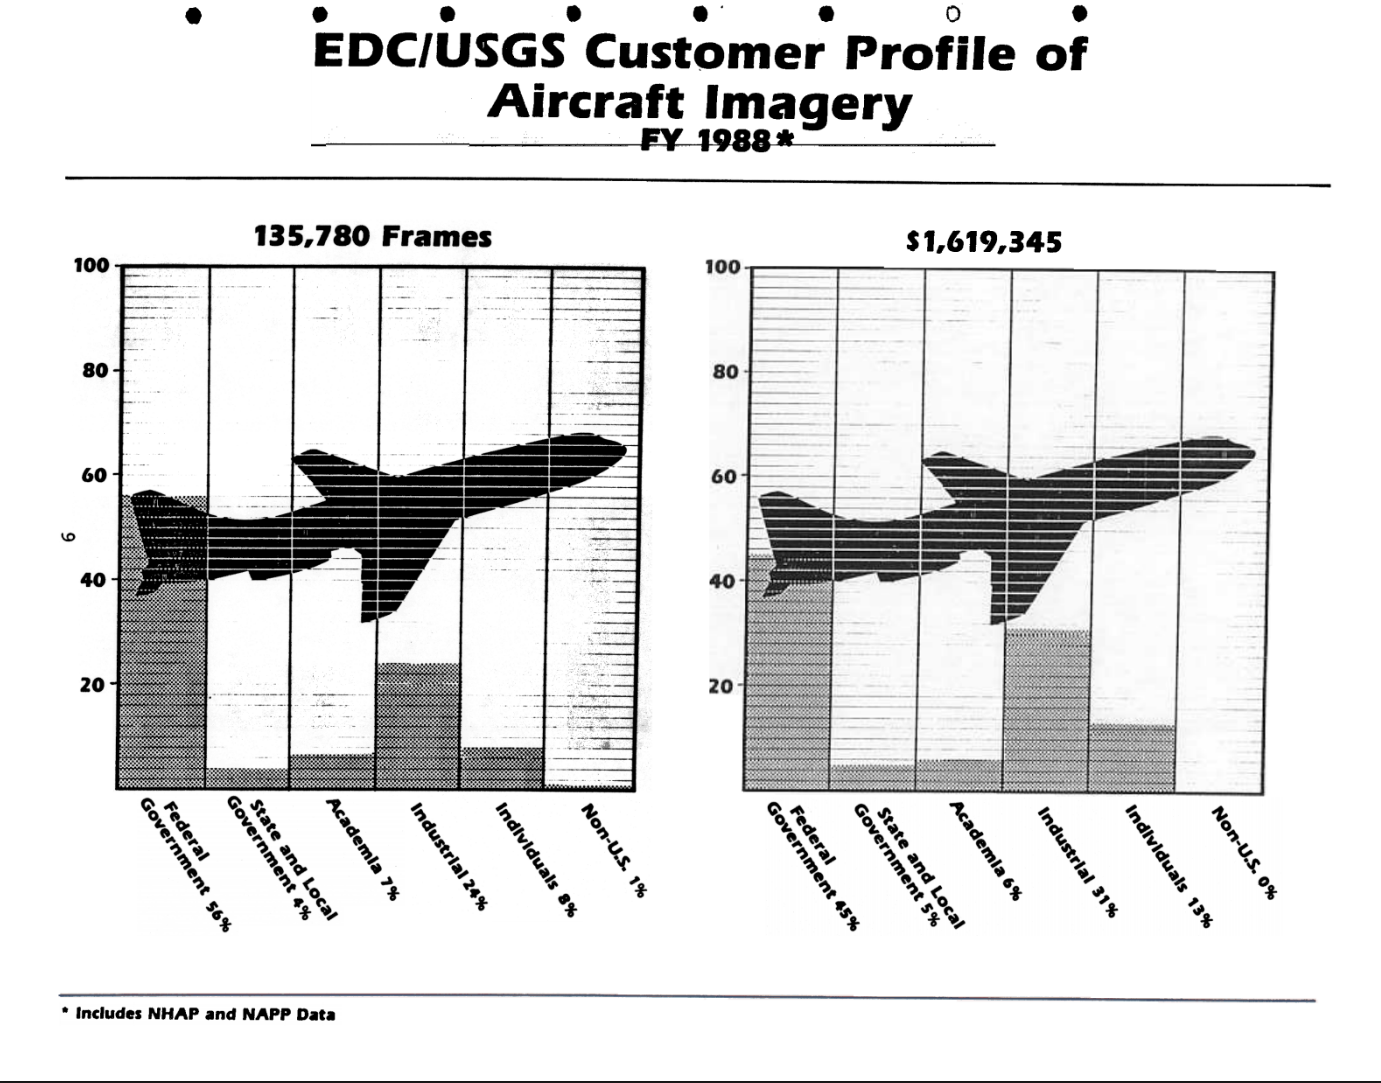 EDC/USGS Customer Profile of
Aircraft Imagery
FY 1988*
135,780 Frames
100
80
60
40
20
Federal
Government 56%
State and Local
Government 4%
Academia 7%
Industrial 24%
Individuals 8%
Non-U.S. 1%
$1,619,345
100
80
60
40
20
Federal
Government 45%
State and Local
Government 5%
Academia 6%
Industrial 31%
Individuals 13%
Non-U.S. 0%
9
* Includes NHAP and NAPP Data